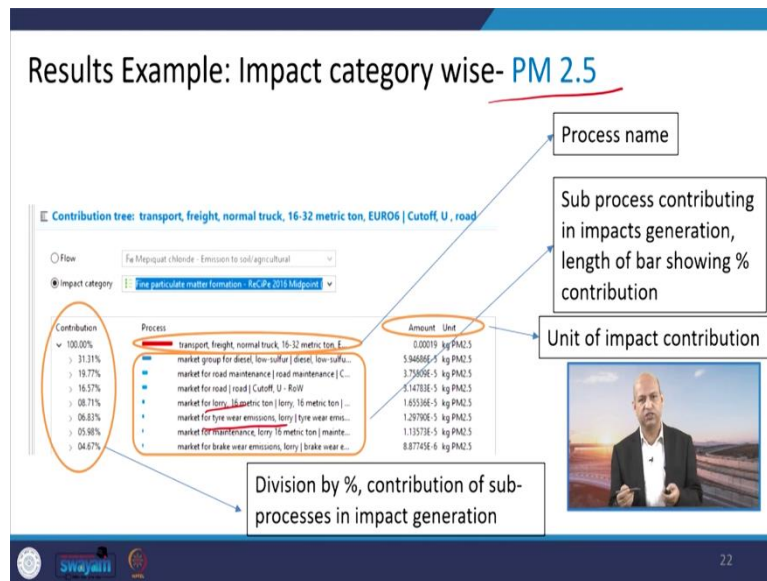 Results Example: Impact category wise- PM 2.5
Process name
Sub process contributing
in impacts generation,
length of bar showing %
contribution
Unit of impact contribution
Contribution tree: transport, freight, normal truck, 16-32 metric ton, EURO6 | Cutoff, U , road
Flow
Mepiquat chloride - Emission to soil/agricultural
Impact category
Fine particulate matter formation - ReCiPe 2016 Midpoint (
Contribution Process Amount Unit
100.00% transport, freight, normal truck, 16-32 metric ton, E... 0.00019 kg PM2.5
31.31% market group for diesel, low-sulfur | diesel, low-sulfu... 5.94686E-5 kg PM2.5
19.77% market for road maintenance | road maintenance | C... 3.75509E-5 kg PM2.5
16.57% market for road | road | Cutoff, U - RoW 3.14783E-5 kg PM2.5
08.71% market for lorry, 16 metric ton | lorry, 16 metric ton |... 1.65536E-5 kg PM2.5
06.83% market for tyre wear emissions, lorry | tyre wear emis... 1.29790E-5 kg PM2.5
05.98% market for maintenance, lorry 16 metric ton | mainte... 1.13573E-5 kg PM2.5
04.67% market for brake wear emissions, lorry | brake wear e... 8.87745E-6 kg PM2.5
Division by %, contribution of sub-
processes in impact generation
swayam
22